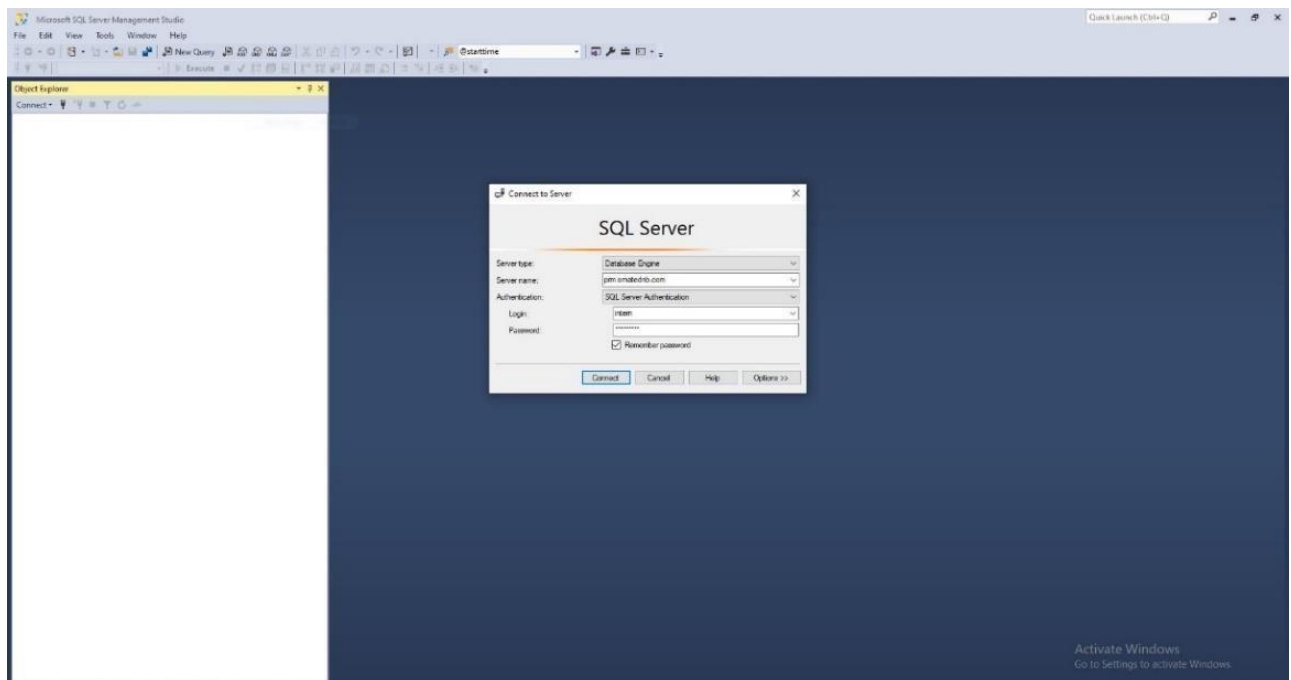 Microsoft SQL Server Management Studio
Quick Launch (Ctrl+Q)
File Edit View Tools Window Help
New Query
@starttime
Execute
Object Explorer
Connect
Connect to Server
SQL Server
Server type: Database Engine
Server name:
Authentication: SQL Server Authentication
Login: intern
Password: *********
Remember password
Connect Cancel Help Options >>
Activate Windows
Go to Settings to activate Windows.